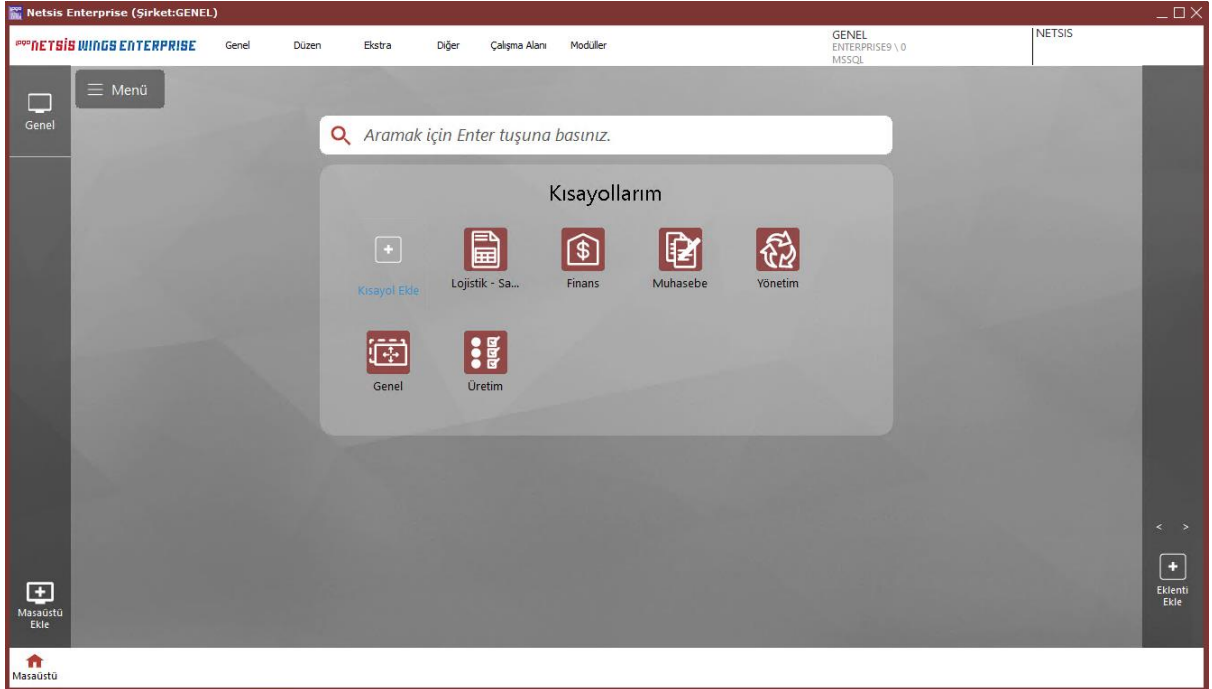 Netsis Enterprise (Şirket:GENEL)
logo NETSİS WINGS ENTERPRISE
Genel Düzen Ekstra Diğer Çalışma Alanı Modüller
GENEL
ENTERPRISE9 \ 0
MSSQL
NETSIS
Genel
Menü
Aramak için Enter tuşuna basınız.
Kısayollarım
Kısayol Ekle
Lojistik - Sa...
Finans
Muhasebe
Yönetim
Genel
Üretim
< >
Eklenti
Ekle
Masaüstü
Ekle
Masaüstü